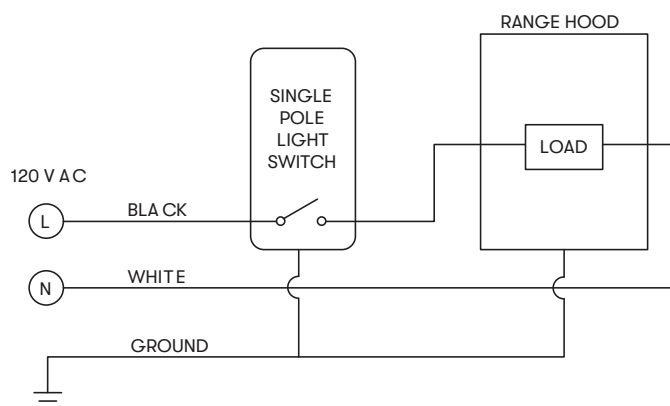 RANGE HOOD
SINGLE
POLE
LIGHT
SWITCH
LOAD
120 V AC
L
BLACK
N
WHITE
GROUND